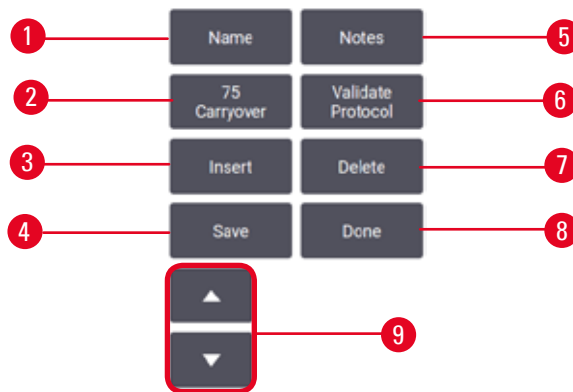 1 Name Notes 5
2 75 Carryover Validate Protocol 6
3 Insert Delete 7
4 Save Done 8
9